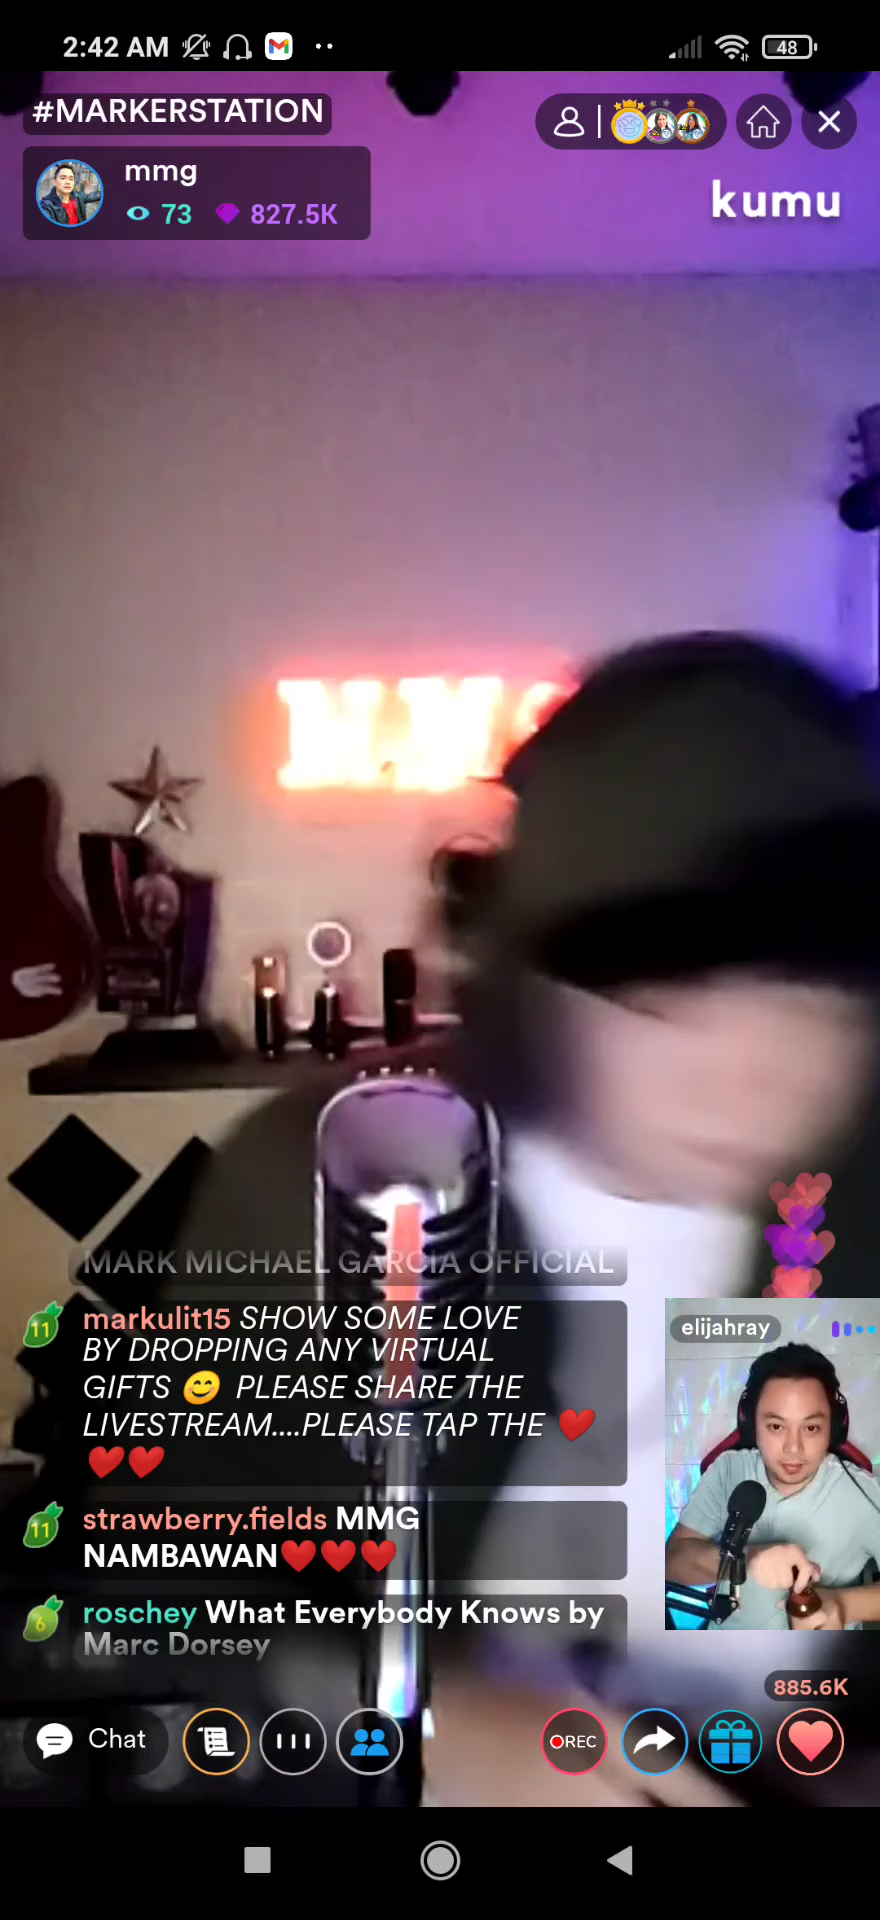 2:42 AM
48
#MARKERSTATION
mmg
73 827.5K
kumu
MARK MICHAEL GARCIA OFFICIAL
elijahray
11 markulit15 SHOW SOME LOVE
BY DROPPING ANY VIRTUAL
GIFTS 😊 PLEASE SHARE THE
LIVESTREAM....PLEASE TAP THE ❤️
❤️❤️
11 strawberry.fields MMG
NAMBAWAN❤️❤️❤️
6 roschey What Everybody Knows by
Marc Dorsey
885.6K
Chat
REC